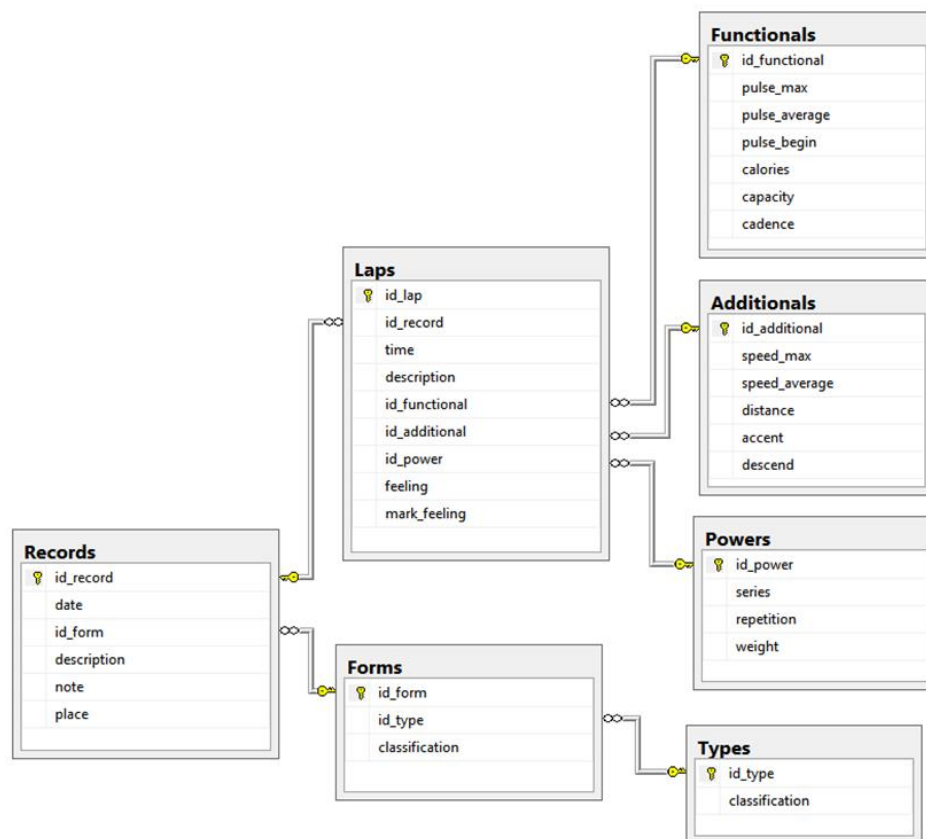 Functionals
id_functional
pulse_max
pulse_average
pulse_begin
calories
capacity
cadence
Laps
id_lap
id_record
time
description
id_functional
id_additional
id_power
feeling
mark_feeling
Additionals
id_additional
speed_max
speed_average
distance
accent
descend
Powers
id_power
series
repetition
weight
Records
id_record
date
id_form
description
note
place
Forms
id_form
id_type
classification
Types
id_type
classification